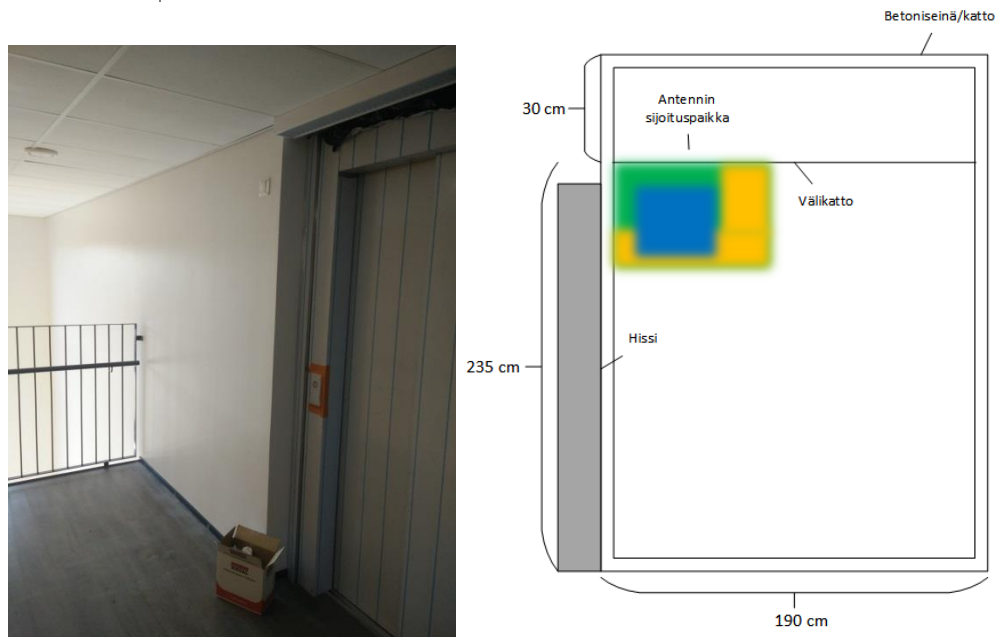 Betoniseinä/katto
30 cm
Antennin
sijoituspaikka
Välikatto
Hissi
235 cm
190 cm